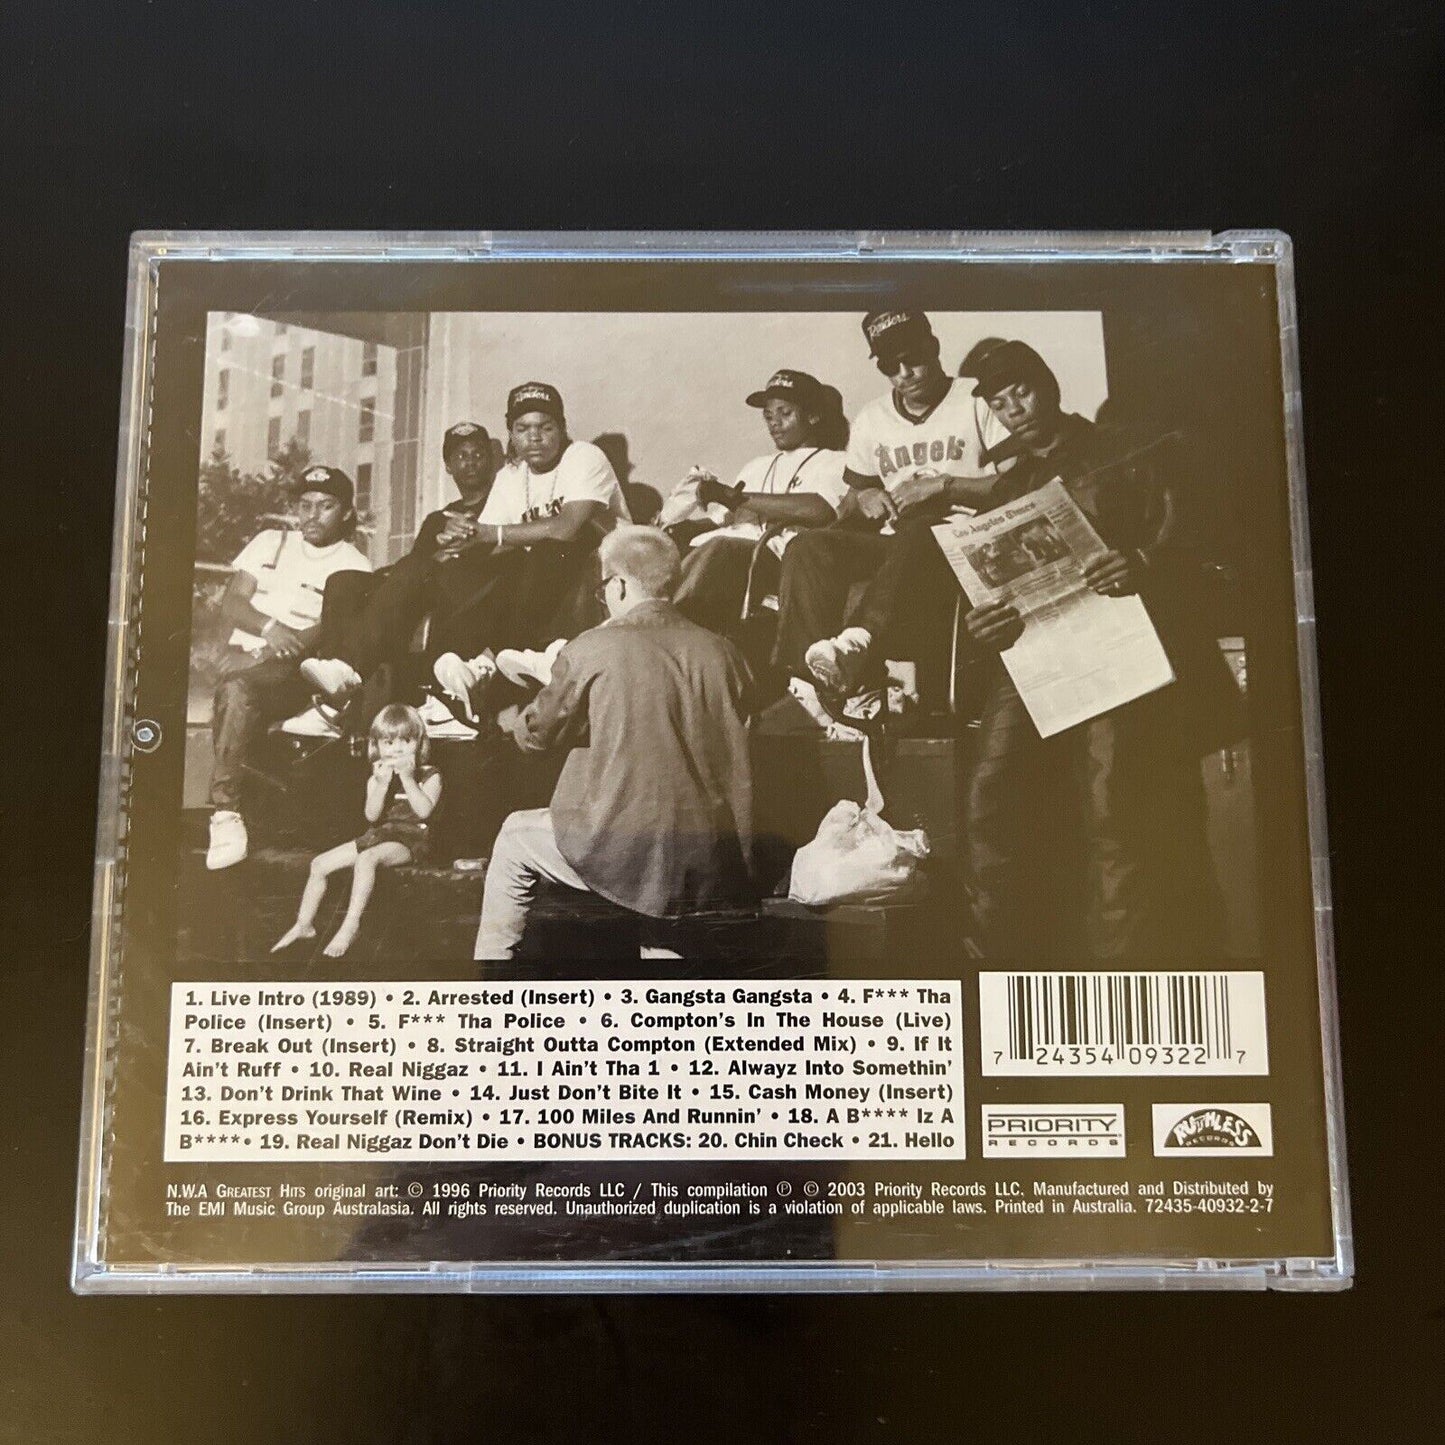 Raiders
Raiders
Angels
Los Angeles Times
1. Live Intro (1989) • 2. Arrested (Insert) • 3. Gangsta Gangsta • 4. F*** Tha
Police (Insert) • 5. F*** Tha Police • 6. Compton's In The House (Live)
7. Break Out (Insert) • 8. Straight Outta Compton (Extended Mix) • 9. If It
Ain't Ruff • 10. Real Niggaz • 11. I Ain't Tha 1 • 12. Alwayz Into Somethin'
13. Don't Drink That Wine • 14. Just Don't Bite It • 15. Cash Money (Insert)
16. Express Yourself (Remix) • 17. 100 Miles And Runnin' • 18. A B**** Iz A
B****• 19. Real Niggaz Don't Die • BONUS TRACKS: 20. Chin Check • 21. Hello
7 24354 09322 7
PRIORITY
RECORDS
RUTHLESS
RECORDS
N.W.A GREATEST HITS original art: © 1996 Priority Records LLC / This compilation ℗ © 2003 Priority Records LLC. Manufactured and Distributed by
The EMI Music Group Australasia. All rights reserved. Unauthorized duplication is a violation of applicable laws. Printed in Australia. 72435-40932-2-7